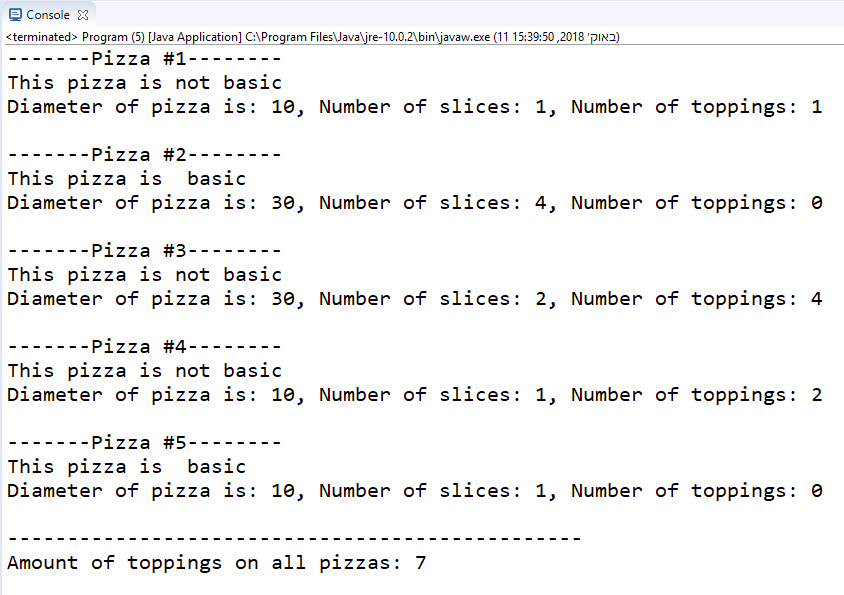 Console
<terminated> Program (5) [Java Application] C:\Program Files\Java\jre-10.0.2\bin\javaw.exe (11 באוק׳ 2018, 15:39:50)
-------Pizza #1--------
This pizza is not basic
Diameter of pizza is: 10, Number of slices: 1, Number of toppings: 1
-------Pizza #2--------
This pizza is  basic
Diameter of pizza is: 30, Number of slices: 4, Number of toppings: 0
-------Pizza #3--------
This pizza is not basic
Diameter of pizza is: 30, Number of slices: 2, Number of toppings: 4
-------Pizza #4--------
This pizza is not basic
Diameter of pizza is: 10, Number of slices: 1, Number of toppings: 2
-------Pizza #5--------
This pizza is  basic
Diameter of pizza is: 10, Number of slices: 1, Number of toppings: 0
------------------------------------------------
Amount of toppings on all pizzas: 7